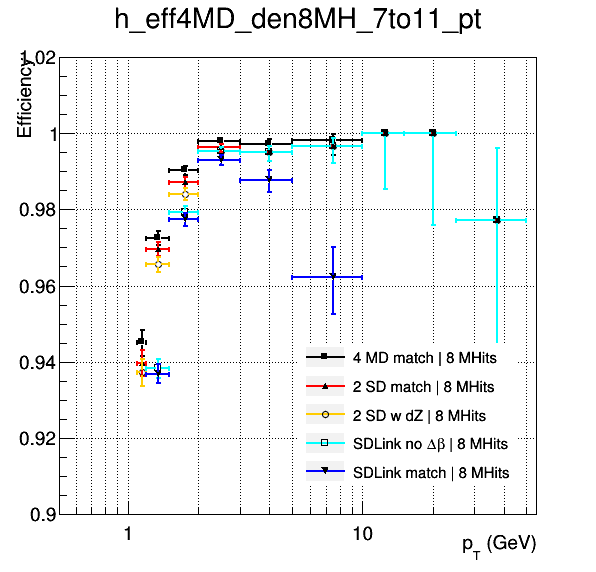 h_eff4MD_den8MH_7to11_pt
Efficiency
1.02
1
0.98
0.96
0.94
0.92
0.9
4 MD match | 8 MHits
2 SD match | 8 MHits
2 SD w dZ | 8 MHits
SDLink no Δβ | 8 MHits
SDLink match | 8 MHits
1
10
p_T (GeV)